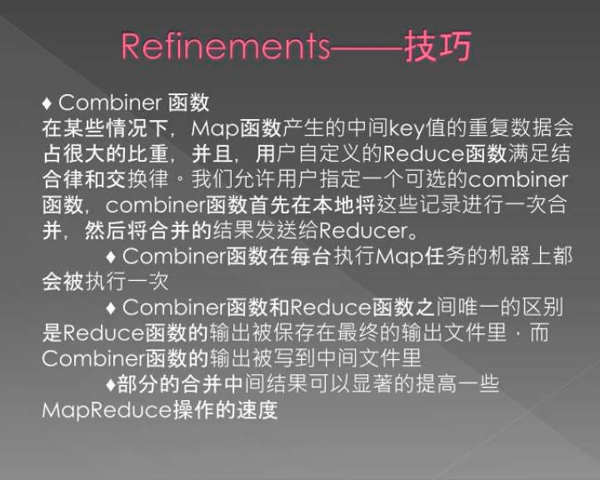 Refinements——技巧
♦ Combiner 函数
在某些情况下，Map函数产生的中间key值的重复数据会
占很大的比重，并且，用户自定义的Reduce函数满足结
合律和交换律。我们允许用户指定一个可选的combiner
函数，combiner函数首先在本地将这些记录进行一次合
并，然后将合并的结果发送给Reducer。
♦ Combiner函数在每台执行Map任务的机器上都
会被执行一次
♦ Combiner函数和Reduce函数之间唯一的区别
是Reduce函数的输出被保存在最终的输出文件里，而
Combiner函数的输出被写到中间文件里
♦部分的合并中间结果可以显著的提高一些
MapReduce操作的速度